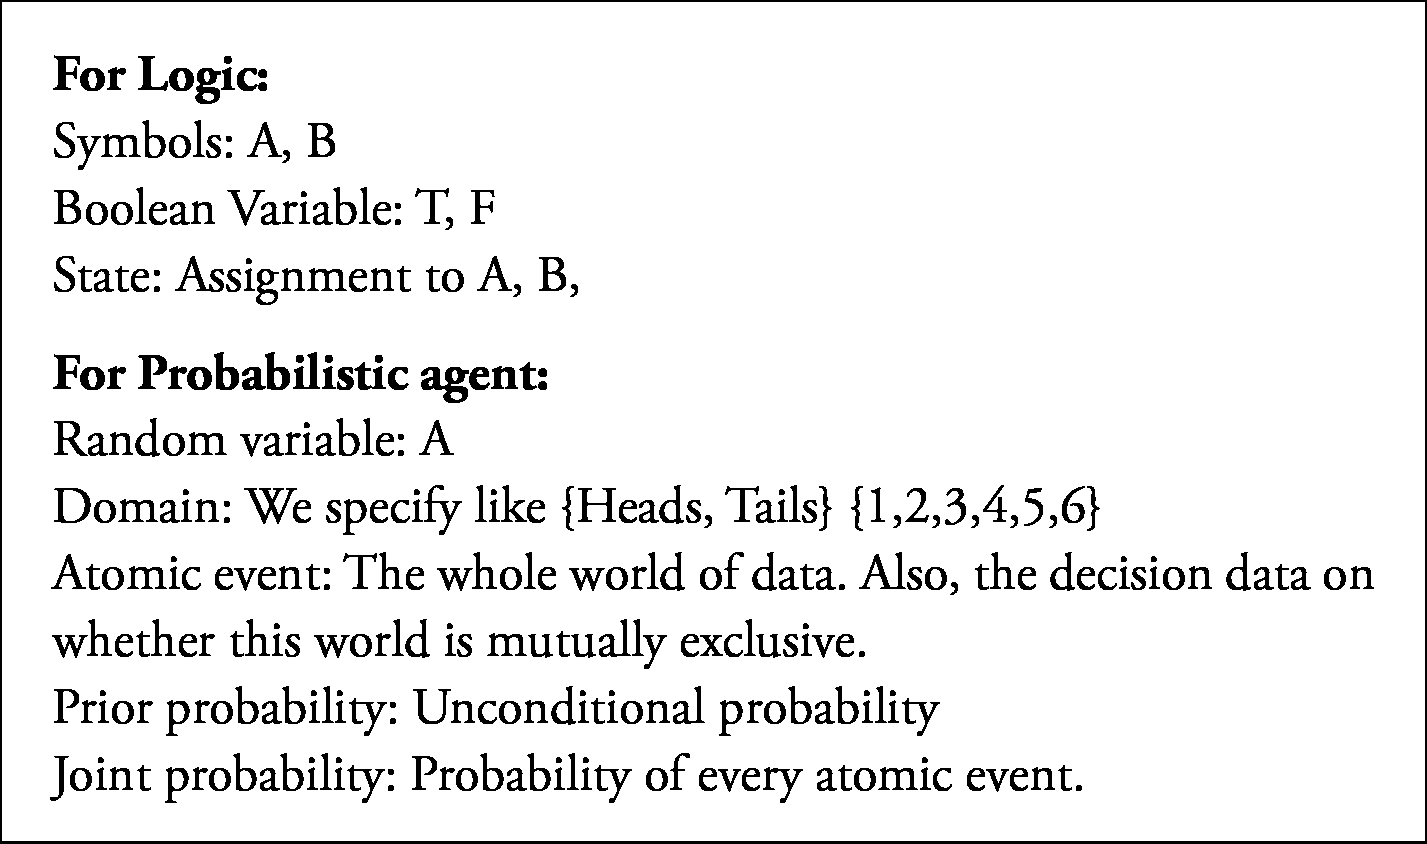 For Logic:
Symbols: A, B
Boolean Variable: T, F
State: Assignment to A, B,
For Probabilistic agent:
Random variable: A
Domain: We specify like {Heads, Tails} {1,2,3,4,5,6}
Atomic event: The whole world of data. Also, the decision data on
whether this world is mutually exclusive.
Prior probability: Unconditional probability
Joint probability: Probability of every atomic event.